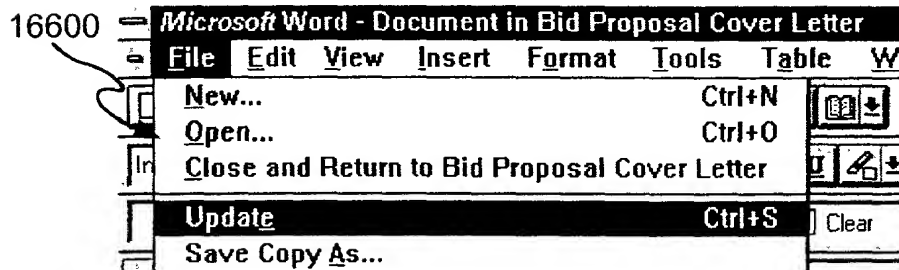 16600
Microsoft Word - Document in Bid Proposal Cover Letter
File Edit View Insert Format Tools Table W
New... Ctrl+N
Open... Ctrl+O
In Close and Return to Bid Proposal Cover Letter U
Update Ctrl+S Clear
Save Copy As...